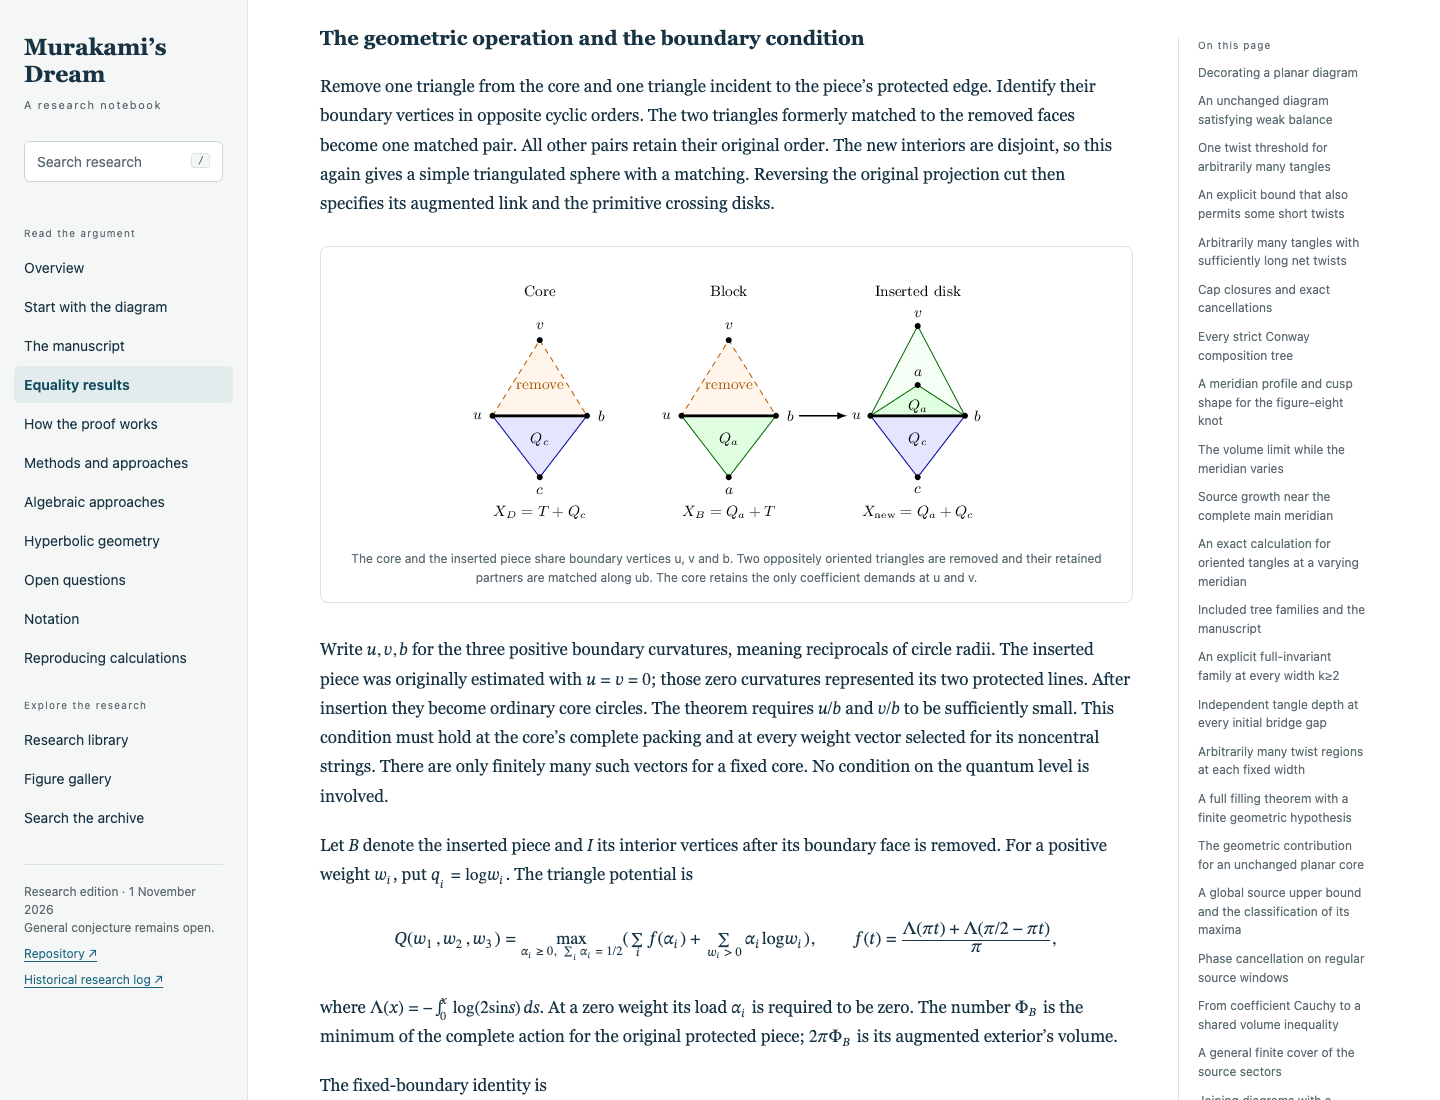 Murakami’s
Dream
A research notebook
Search research /
Read the argument
Overview
Start with the diagram
The manuscript
Equality results
How the proof works
Methods and approaches
Algebraic approaches
Hyperbolic geometry
Open questions
Notation
Reproducing calculations
Explore the research
Research library
Figure gallery
Search the archive
Research edition · 1 November
2026
General conjecture remains open.
Repository ↗
Historical research log ↗
The geometric operation and the boundary condition
Remove one triangle from the core and one triangle incident to the piece’s protected edge. Identify their
boundary vertices in opposite cyclic orders. The two triangles formerly matched to the removed faces
become one matched pair. All other pairs retain their original order. The new interiors are disjoint, so this
again gives a simple triangulated sphere with a matching. Reversing the original projection cut then
specifies its augmented link and the primitive crossing disks.
Core Block Inserted disk
v v v
remove remove a
Q_a
u b u b u b
Q_c Q_a Q_c
c a c
X_D = T + Q_c X_B = Q_a + T X_new = Q_a + Q_c
The core and the inserted piece share boundary vertices u, v and b. Two oppositely oriented triangles are removed and their retained
partners are matched along ub. The core retains the only coefficient demands at u and v.
Write u, v, b for the three positive boundary curvatures, meaning reciprocals of circle radii. The inserted
piece was originally estimated with u = v = 0; those zero curvatures represented its two protected lines. After
insertion they become ordinary core circles. The theorem requires u/b and v/b to be sufficiently small. This
condition must hold at the core’s complete packing and at every weight vector selected for its noncentral
strings. There are only finitely many such vectors for a fixed core. No condition on the quantum level is
involved.
Let B denote the inserted piece and I its interior vertices after its boundary face is removed. For a positive
weight w_i, put q_i = log w_i. The triangle potential is
Q(w_1, w_2, w_3) = max_{α_i ≥ 0, ∑_i α_i = 1/2} (∑_i f(α_i) + ∑_{w_i > 0} α_i log w_i), f(t) = (Λ(πt) + Λ(π/2 − πt))/π,
where Λ(x) = −∫_0^x log(2sin s) ds. At a zero weight its load α_i is required to be zero. The number Φ_B is the
minimum of the complete action for the original protected piece; 2πΦ_B is its augmented exterior’s volume.
The fixed-boundary identity is
On this page
Decorating a planar diagram
An unchanged diagram
satisfying weak balance
One twist threshold for
arbitrarily many tangles
An explicit bound that also
permits some short twists
Arbitrarily many tangles with
sufficiently long net twists
Cap closures and exact
cancellations
Every strict Conway
composition tree
A meridian profile and cusp
shape for the figure-eight
knot
The volume limit while the
meridian varies
Source growth near the
complete main meridian
An exact calculation for
oriented tangles at a varying
meridian
Included tree families and the
manuscript
An explicit full-invariant
family at every width k≥2
Independent tangle depth at
every initial bridge gap
Arbitrarily many twist regions
at each fixed width
A full filling theorem with a
finite geometric hypothesis
The geometric contribution
for an unchanged planar core
A global source upper bound
and the classification of its
maxima
Phase cancellation on regular
source windows
From coefficient Cauchy to a
shared volume inequality
A general finite cover of the
source sectors